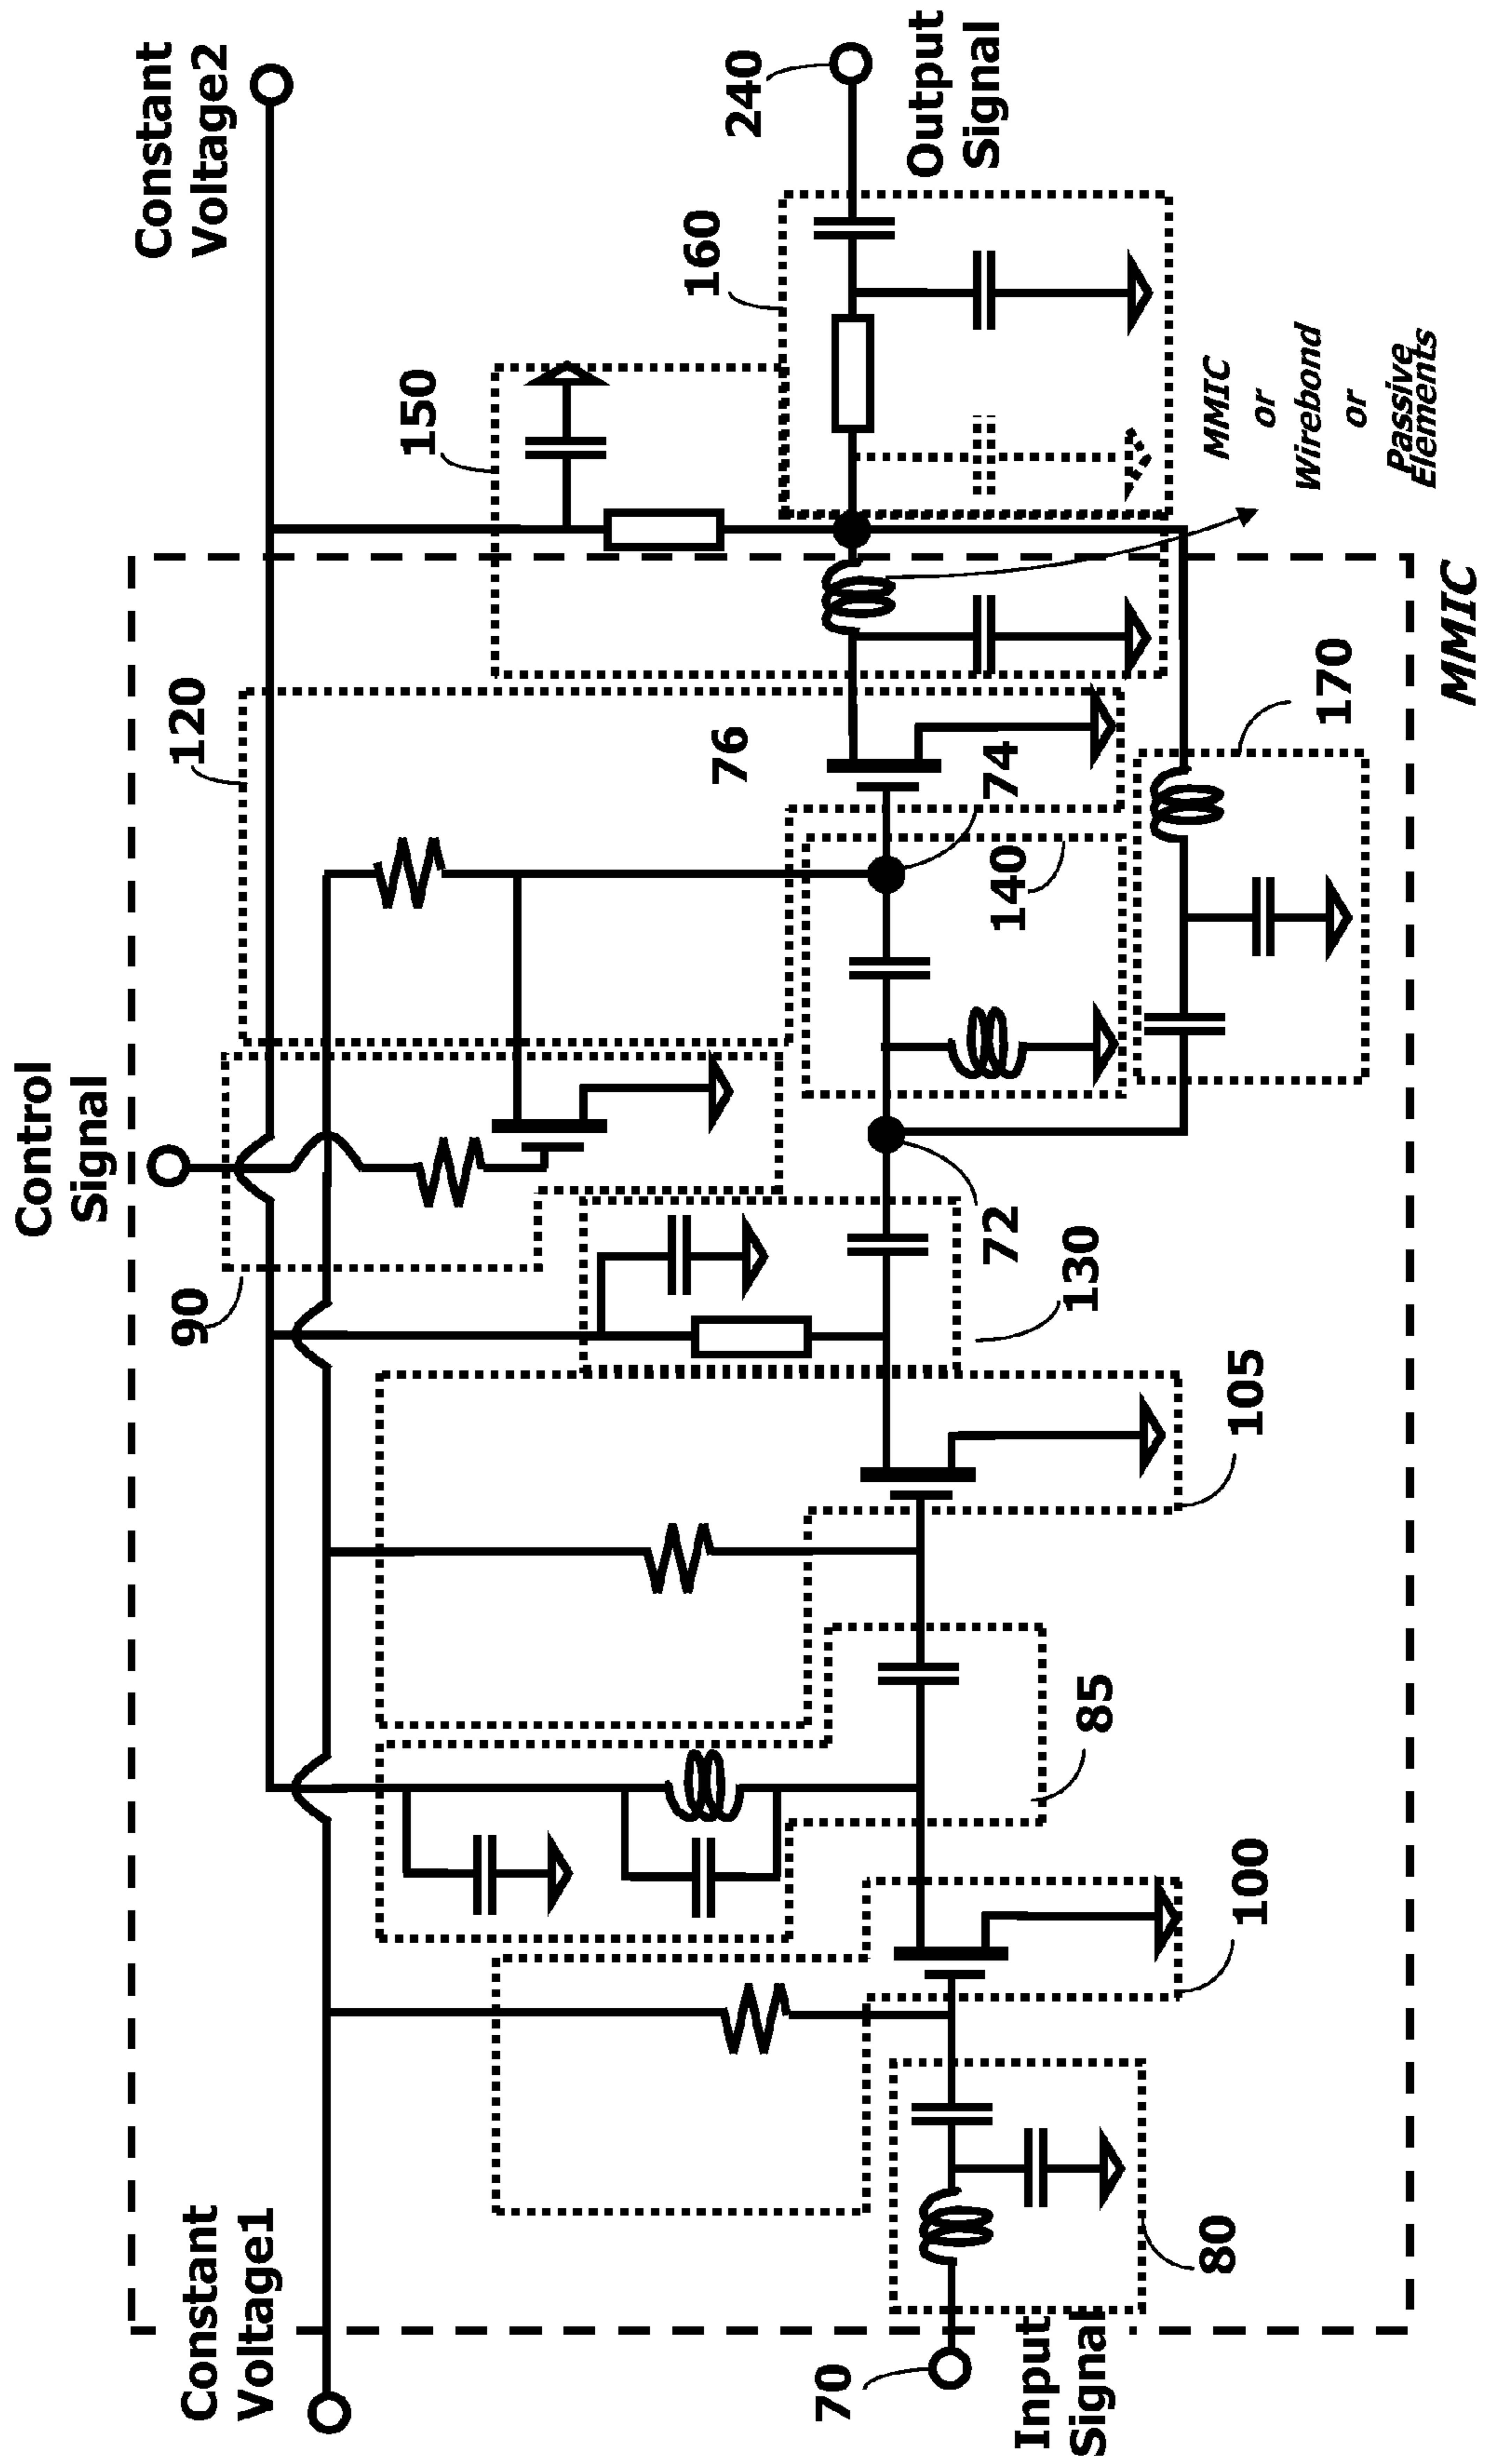 Control
Signal
Constant
Voltage1
Constant
Voltage2
90
120
150
160
240
Output
Signal
76
74
140
72
130
105
85
100
80
70
Input
Signal
170
MMIC
or
Wirebond
or
Passive
Elements
MMIC